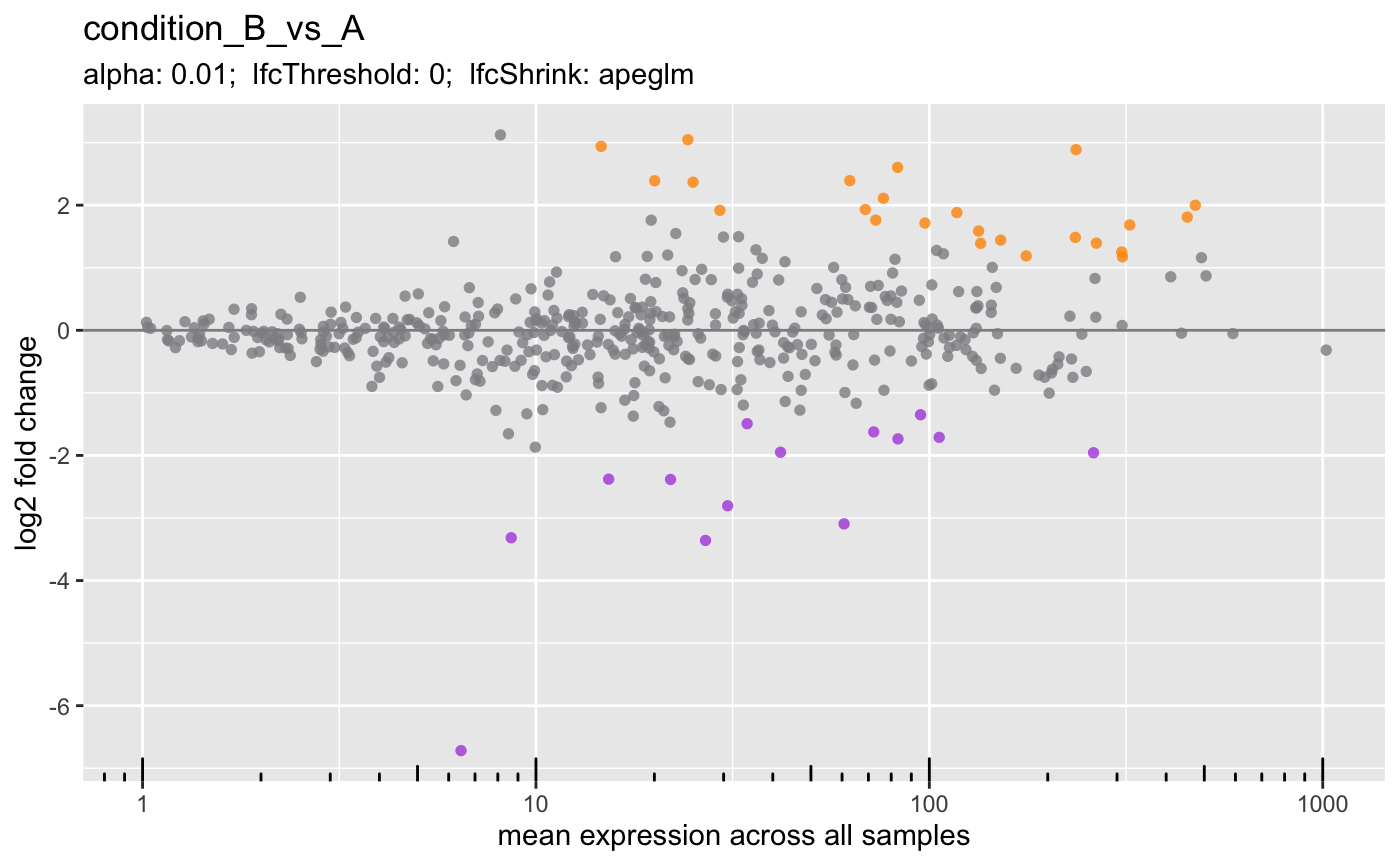 condition_B_vs_A
alpha: 0.01;  lfcThreshold: 0;  lfcShrink: apeglm
log2 fold change
2
0
-2
-4
-6
1 10 100 1000
mean expression across all samples